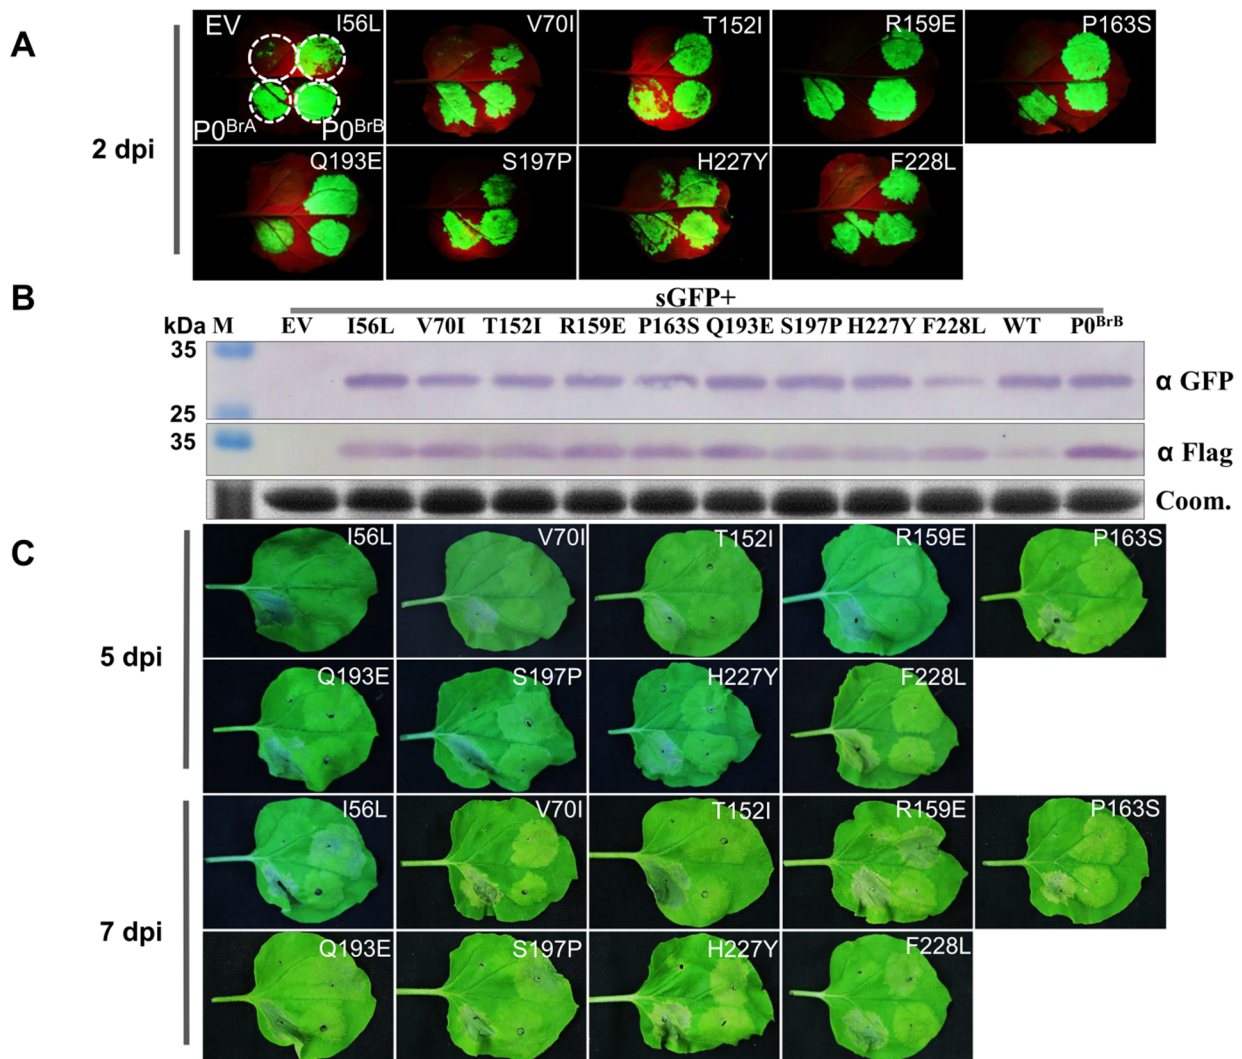 A
2 dpi
EV I56L V70I T152I R159E P163S
P0BrA P0BrB
Q193E S197P H227Y F228L
B
sGFP+
kDa M EV I56L V70I T152I R159E P163S Q193E S197P H227Y F228L WT P0BrB
35
α GFP
25
35
α Flag
Coom.
C
5 dpi
I56L V70I T152I R159E P163S
Q193E S197P H227Y F228L
7 dpi
I56L V70I T152I R159E P163S
Q193E S197P H227Y F228L